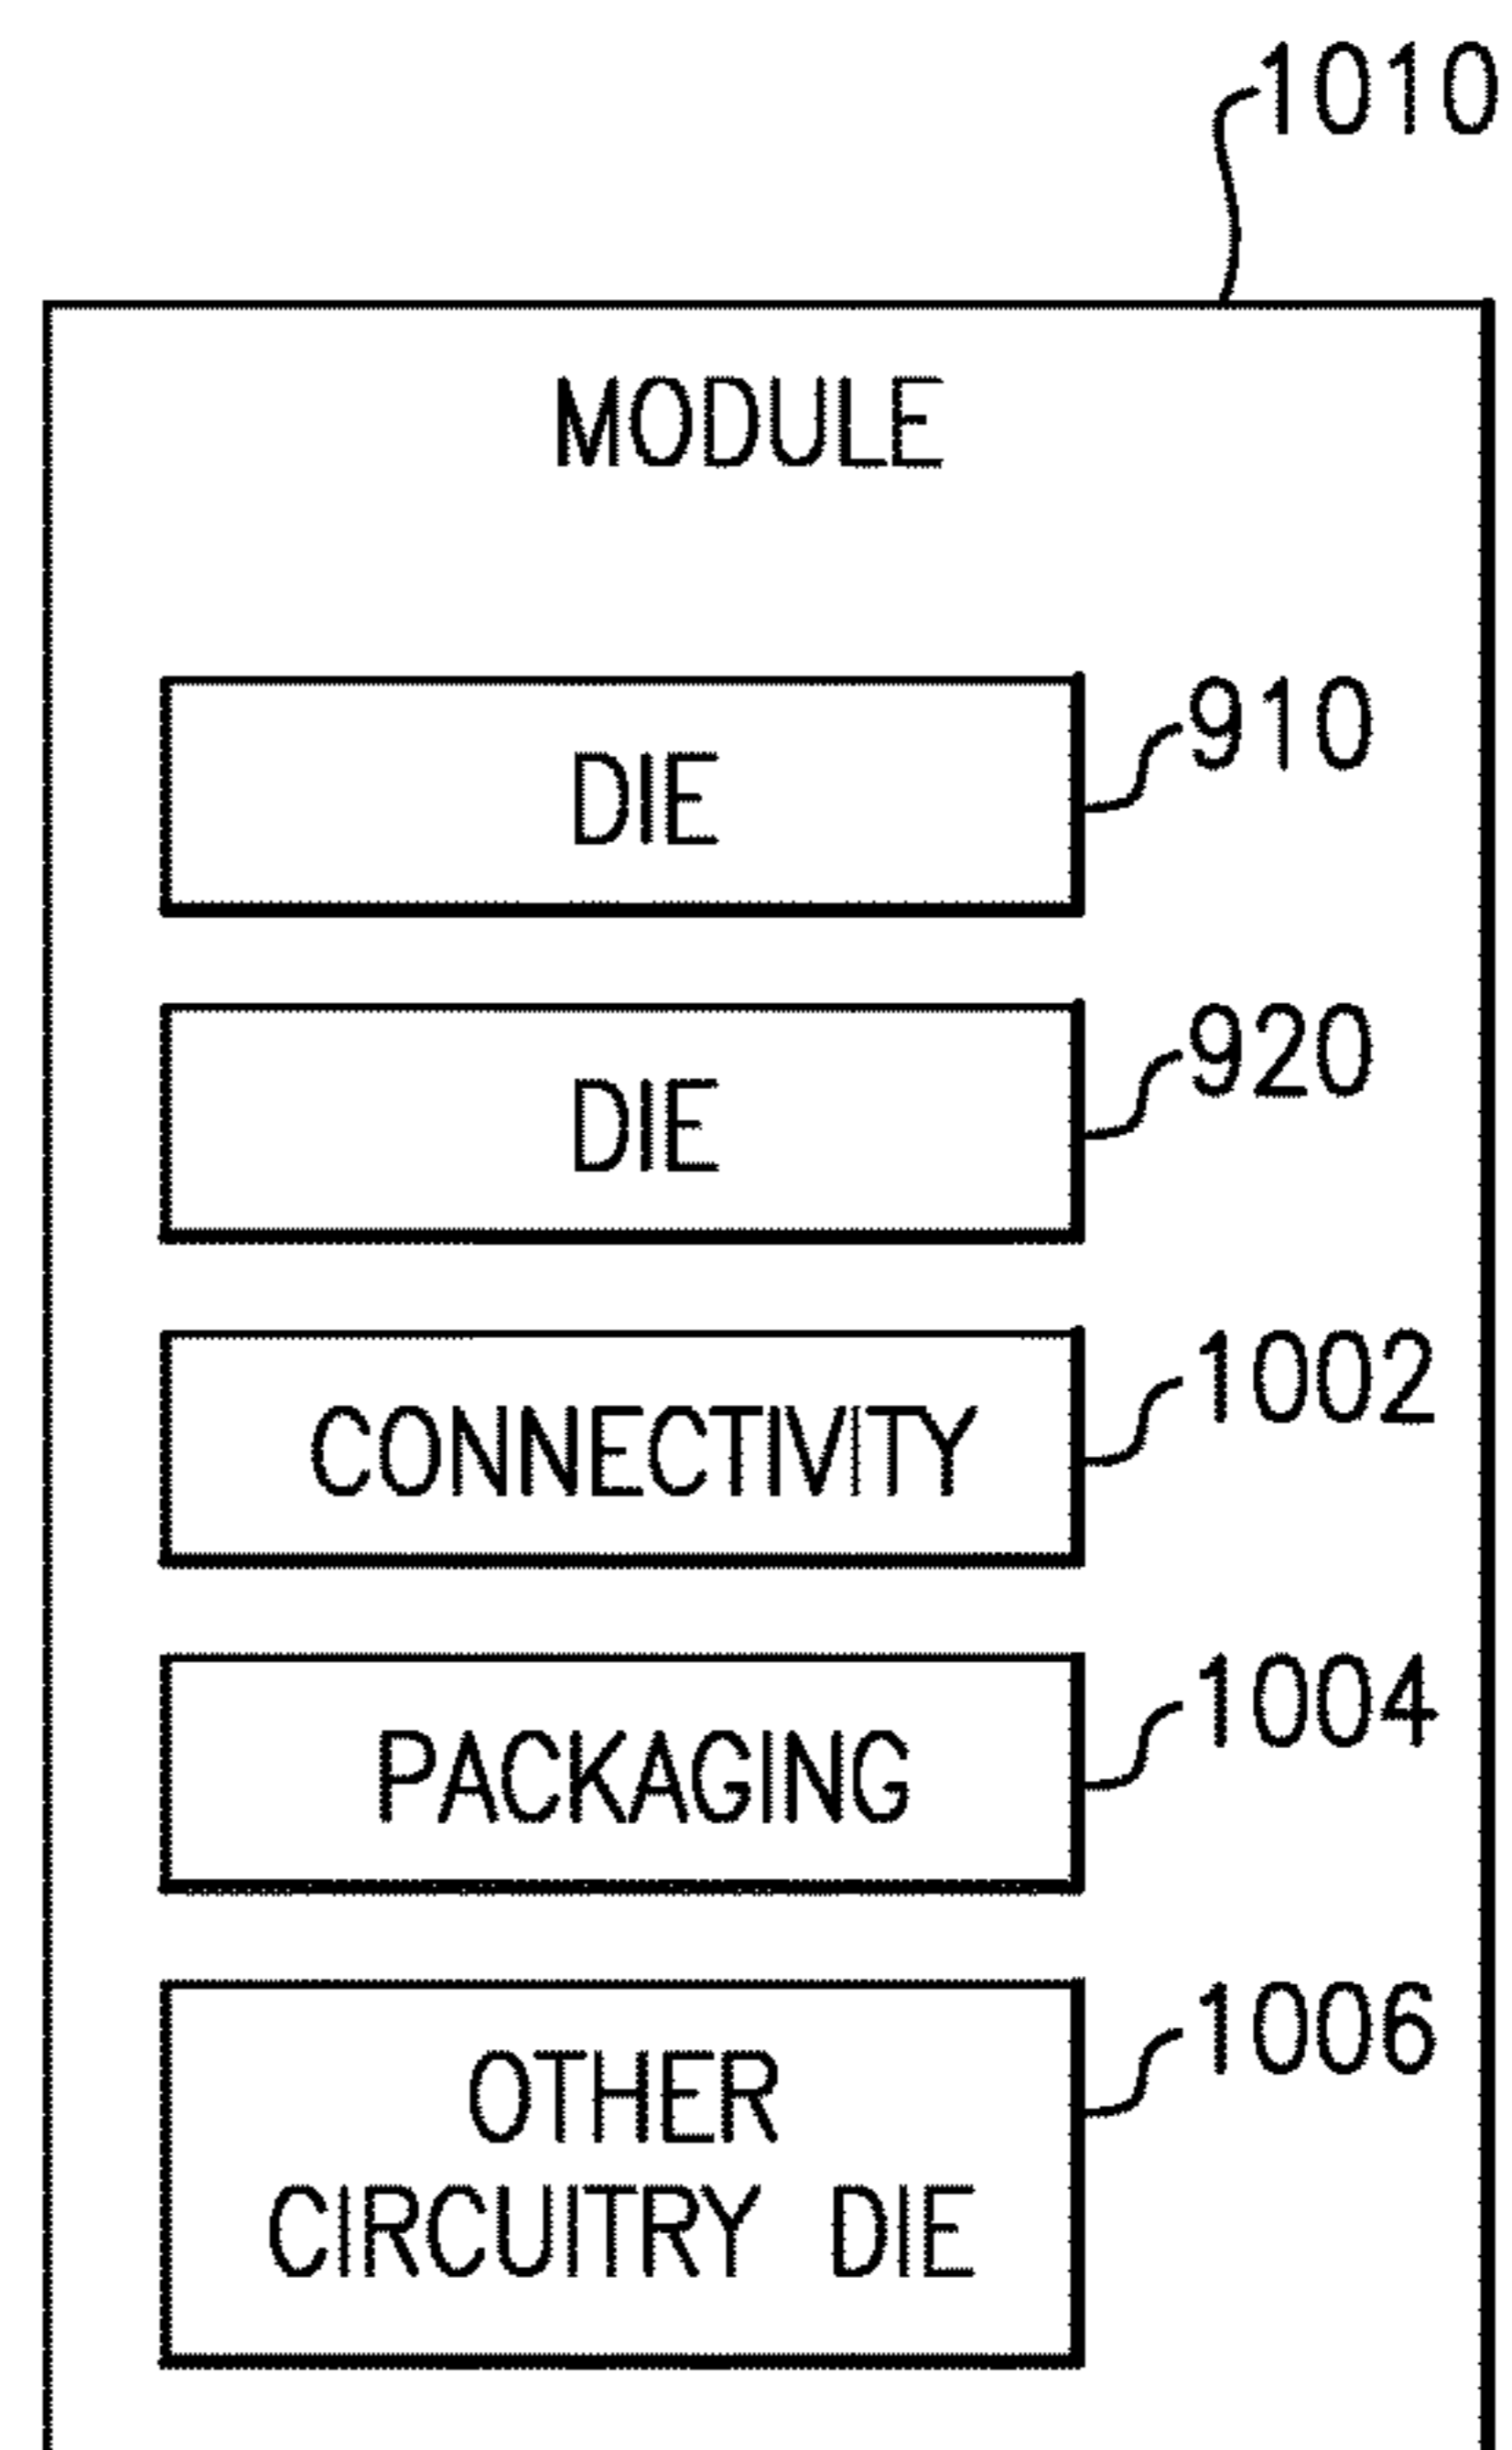 1010
MODULE
DIE
910
DIE
920
CONNECTIVITY
1002
PACKAGING
1004
OTHER
CIRCUITRY DIE
1006